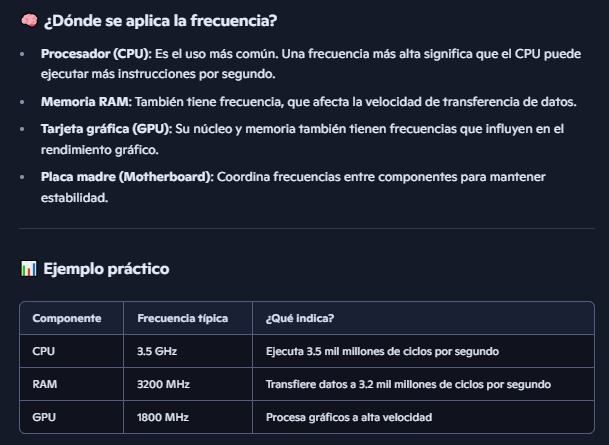 🧠 ¿Dónde se aplica la frecuencia?
• Procesador (CPU): Es el uso más común. Una frecuencia más alta significa que el CPU puede
ejecutar más instrucciones por segundo.
• Memoria RAM: También tiene frecuencia, que afecta la velocidad de transferencia de datos.
• Tarjeta gráfica (GPU): Su núcleo y memoria también tienen frecuencias que influyen en el
rendimiento gráfico.
• Placa madre (Motherboard): Coordina frecuencias entre componentes para mantener
estabilidad.
📊 Ejemplo práctico
Componente Frecuencia típica ¿Qué indica?
CPU 3.5 GHz Ejecuta 3.5 mil millones de ciclos por segundo
RAM 3200 MHz Transfiere datos a 3.2 mil millones de ciclos por segundo
GPU 1800 MHz Procesa gráficos a alta velocidad